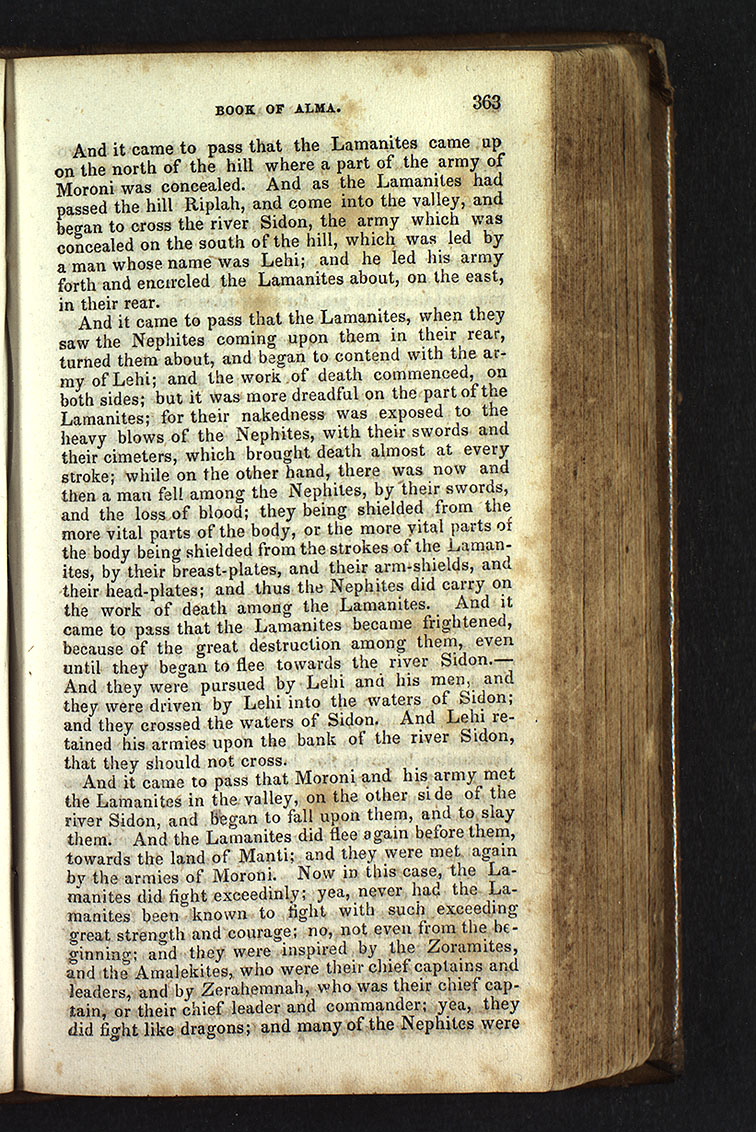 BOOK OF ALMA. 363
And it came to pass that the Lamanites came up
on the north of the hill where a part of the army of
Moroni was concealed. And as the Lamanites had
passed the hill Riplah, and come into the valley, and
began to cross the river Sidon, the army which was
concealed on the south of the hill, which was led by
a man whose name was Lehi; and he led his army
forth and encircled the Lamanites about, on the east,
in their rear.
And it came to pass that the Lamanites, when they
saw the Nephites coming upon them in their rear,
turned them about, and began to contend with the ar-
my of Lehi; and the work of death commenced, on
both sides; but it was more dreadful on the part of the
Lamanites; for their nakedness was exposed to the
heavy blows of the Nephites, with their swords and
their cimeters, which brought death almost at every
stroke; while on the other hand, there was now and
then a man fell among the Nephites, by their swords,
and the loss of blood; they being shielded from the
more vital parts of the body, or the more vital parts of
the body being shielded from the strokes of the Laman-
ites, by their breast-plates, and their arm-shields, and
their head-plates; and thus the Nephites did carry on
the work of death among the Lamanites. And it
came to pass that the Lamanites became frightened,
because of the great destruction among them, even
until they began to flee towards the river Sidon.—
And they were pursued by Lehi and his men, and
they were driven by Lehi into the waters of Sidon;
and they crossed the waters of Sidon. And Lehi re-
tained his armies upon the bank of the river Sidon,
that they should not cross.
And it came to pass that Moroni and his army met
the Lamanites in the valley, on the other side of the
river Sidon, and began to fall upon them, and to slay
them. And the Lamanites did flee again before them,
towards the land of Manti; and they were met again
by the armies of Moroni. Now in this case, the La-
manites did fight exceedinly; yea, never had the La-
manites been known to fight with such exceeding
great strength and courage; no, not even from the be-
ginning; and they were inspired by the Zoramites,
and the Amalekites, who were their chief captains and
leaders, and by Zerahemnah, who was their chief cap-
tain, or their chief leader and commander; yea, they
did fight like dragons; and many of the Nephites were